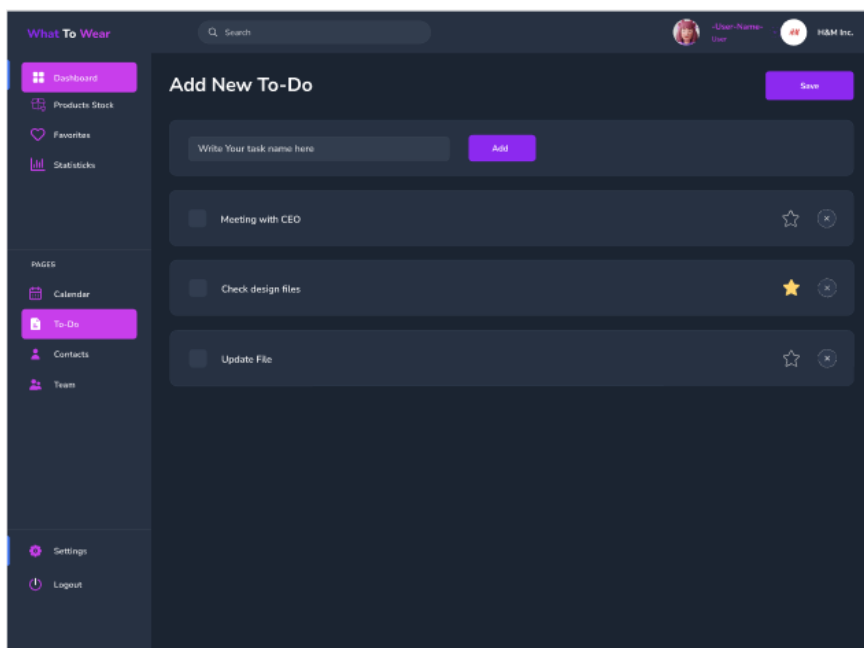 What To Wear
Search
-User-Name-
User
H&M
H&M Inc.
Dashboard
Products Stock
Favorites
Statisticks
PAGES
Calendar
To-Do
Contacts
Team
Settings
Logout
Add New To-Do
Save
Write Your task name here
Add
Meeting with CEO
Check design files
Update File